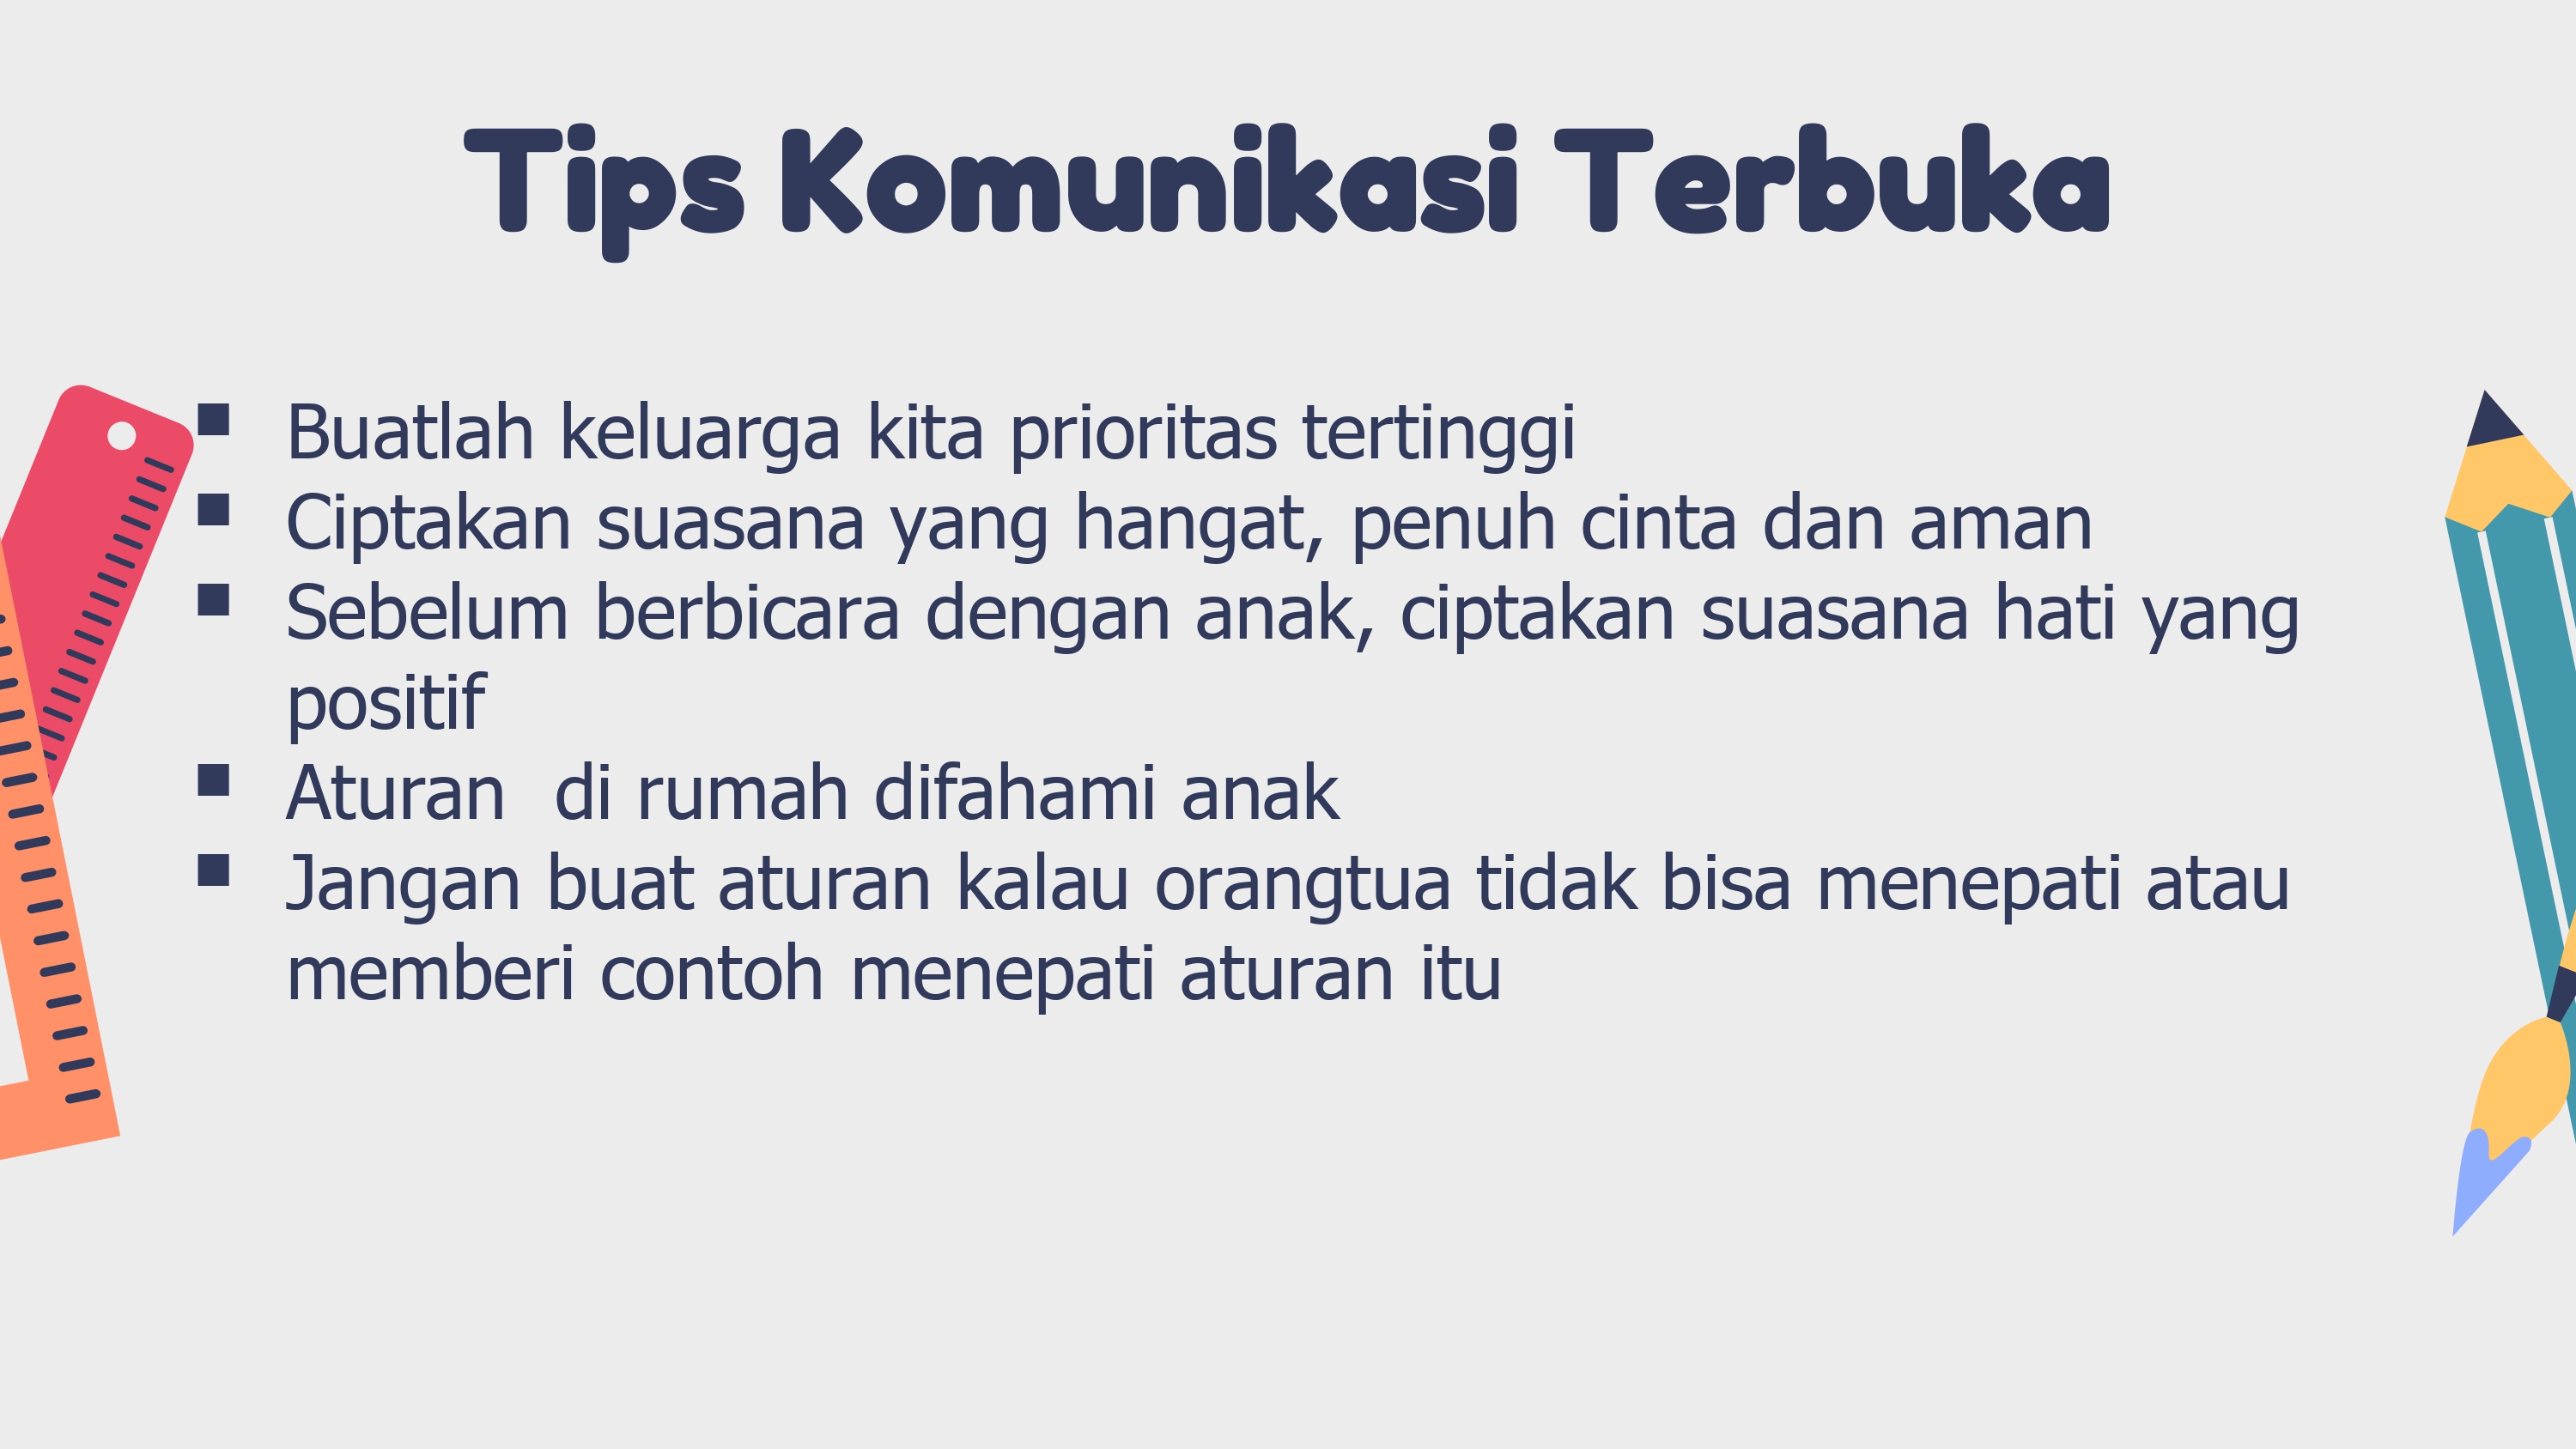 Tips Komunikasi Terbuka
▪ Buatlah keluarga kita prioritas tertinggi
▪ Ciptakan suasana yang hangat, penuh cinta dan aman
▪ Sebelum berbicara dengan anak, ciptakan suasana hati yang
positif
▪ Aturan  di rumah difahami anak
▪ Jangan buat aturan kalau orangtua tidak bisa menepati atau
memberi contoh menepati aturan itu